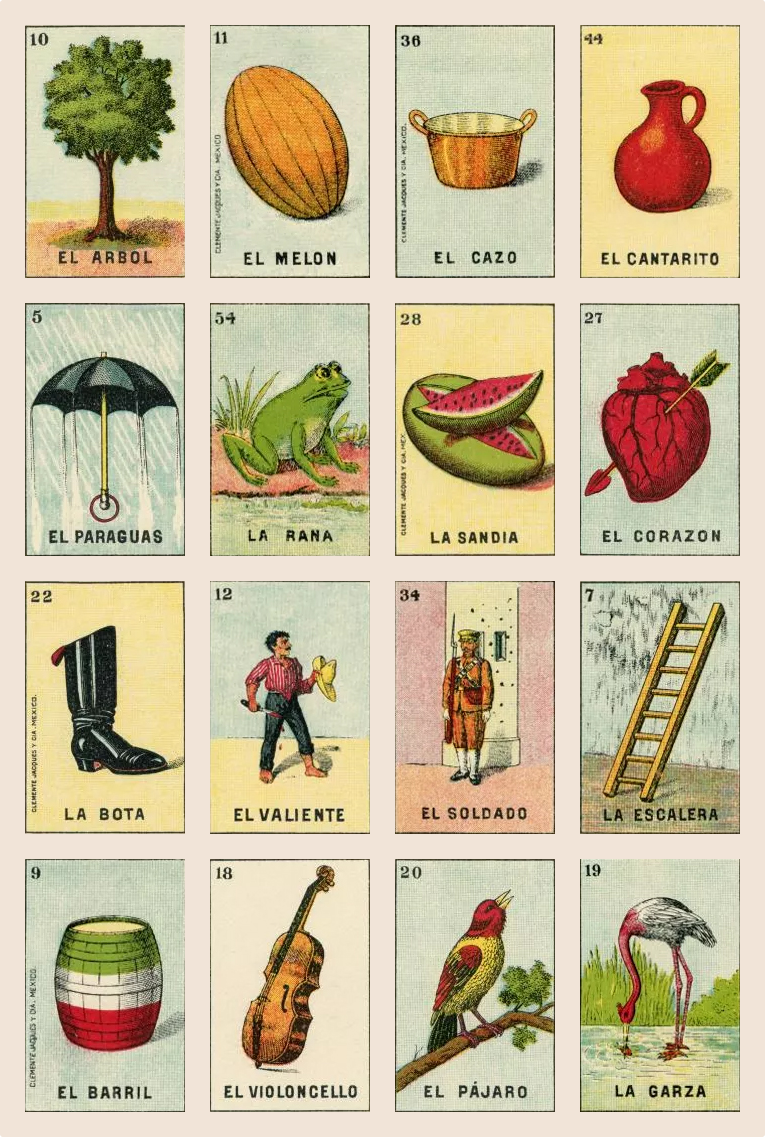 10
EL ARBOL
11
CLEMENTE JACQUES Y CIA. MEXICO
EL MELON
36
CLEMENTE JACQUES Y CIA. MEXICO.
EL CAZO
44
EL CANTARITO
5
EL PARAGUAS
54
LA RANA
28
CLEMENTE JACQUES Y CIA. MEX.
LA SANDIA
27
EL CORAZON
22
CLEMENTE JACQUES Y CIA. MEXICO.
LA BOTA
12
EL VALIENTE
34
EL SOLDADO
7
LA ESCALERA
9
CLEMENTE JACQUES Y CIA. MEXICO.
EL BARRIL
18
EL VIOLONCELLO
20
EL PÁJARO
19
LA GARZA